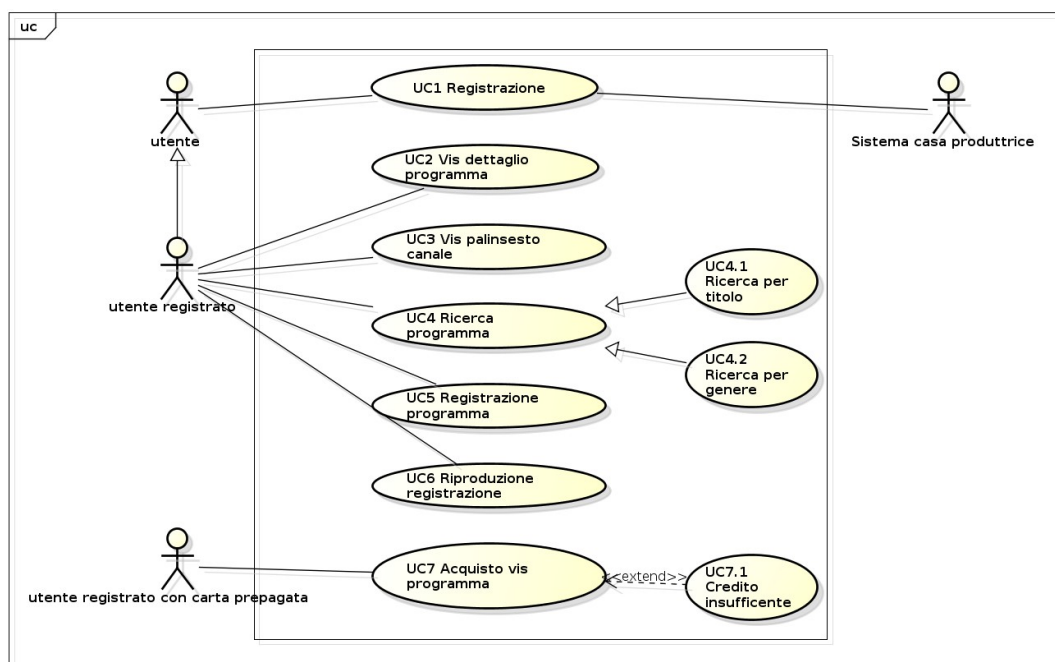 uc
UC1 Registrazione
utente
Sistema casa produttrice
UC2 Vis dettaglio
programma
UC3 Vis palinsesto
canale
utente registrato
UC4.1
Ricerca per
titolo
UC4 Ricerca
programma
UC4.2
Ricerca per
genere
UC5 Registrazione
programma
UC6 Riproduzione
registrazione
utente registrato con carta prepagata
UC7 Acquisto vis
programma
<<extend>>
UC7.1
Credito
insufficente